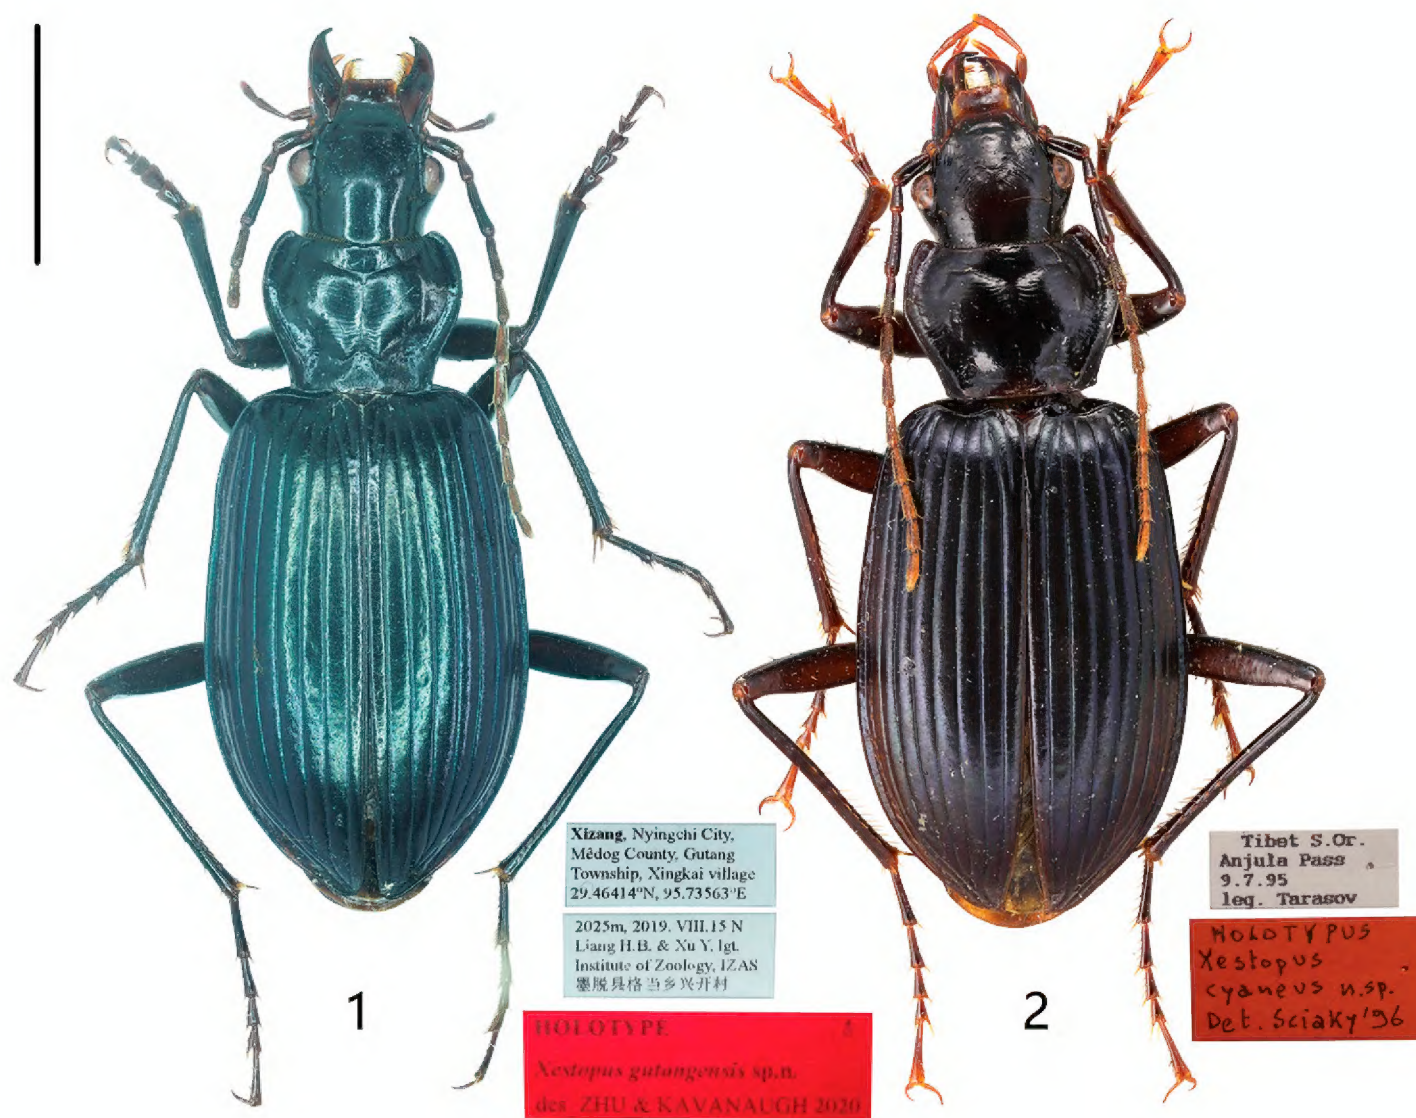 Xizang, Nyingchi City,
Mêdog County, Gutang
Township, Xingkai village
29.46414°N, 95.73563°E
2025m, 2019. VIII.15 N
Liang H.B. & Xu Y. lgt.
Institute of Zoology, IZAS
墨脱县格当乡兴开村
HOLOTYPE ♂
Xestopus gutangensis sp.n.
des. ZHU & KAVANAUGH 2020
1
Tibet S.Or.
Anjula Pass
9.7.95
leg. Tarasov
HOLOTYPUS
Xestopus
cyaneus n.sp.
Det. Sciaky '96
2